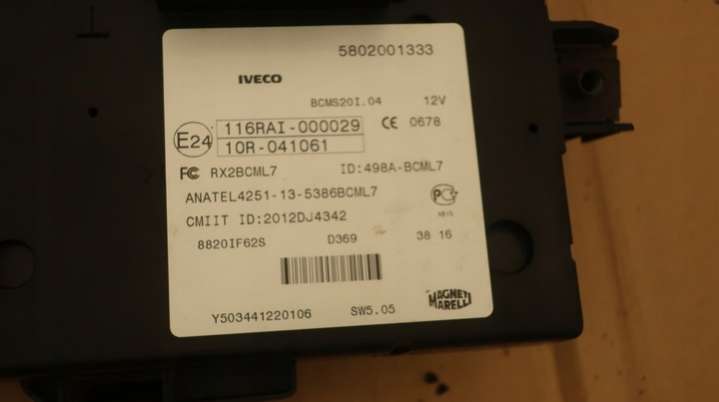 5802001333
IVECO
BCMS20I.04 12V
E24 116RAI-000029 CE 0678
10R-041061
FC RX2BCML7 ID:498A-BCML7
ANATEL4251-13-5386BCML7
CMIIT ID:2012DJ4342
8820IF62S D369 38 16
Y503441220106 SW5.05
MAGNETI MARELLI